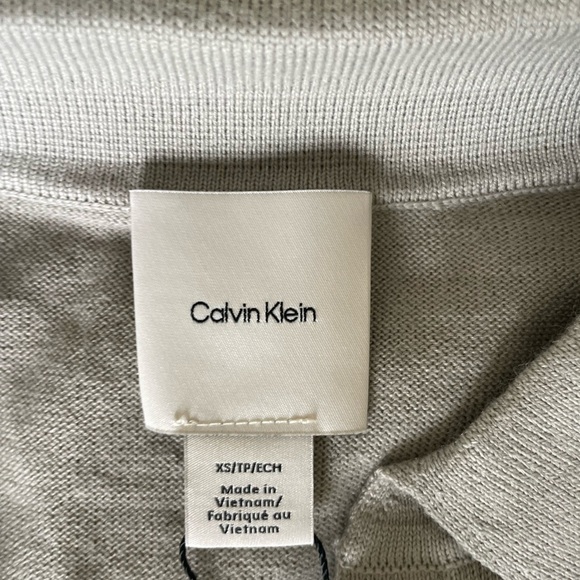 Calvin Klein
XS/TP/ECH
Made in
Vietnam/
Fabriqué au
Vietnam